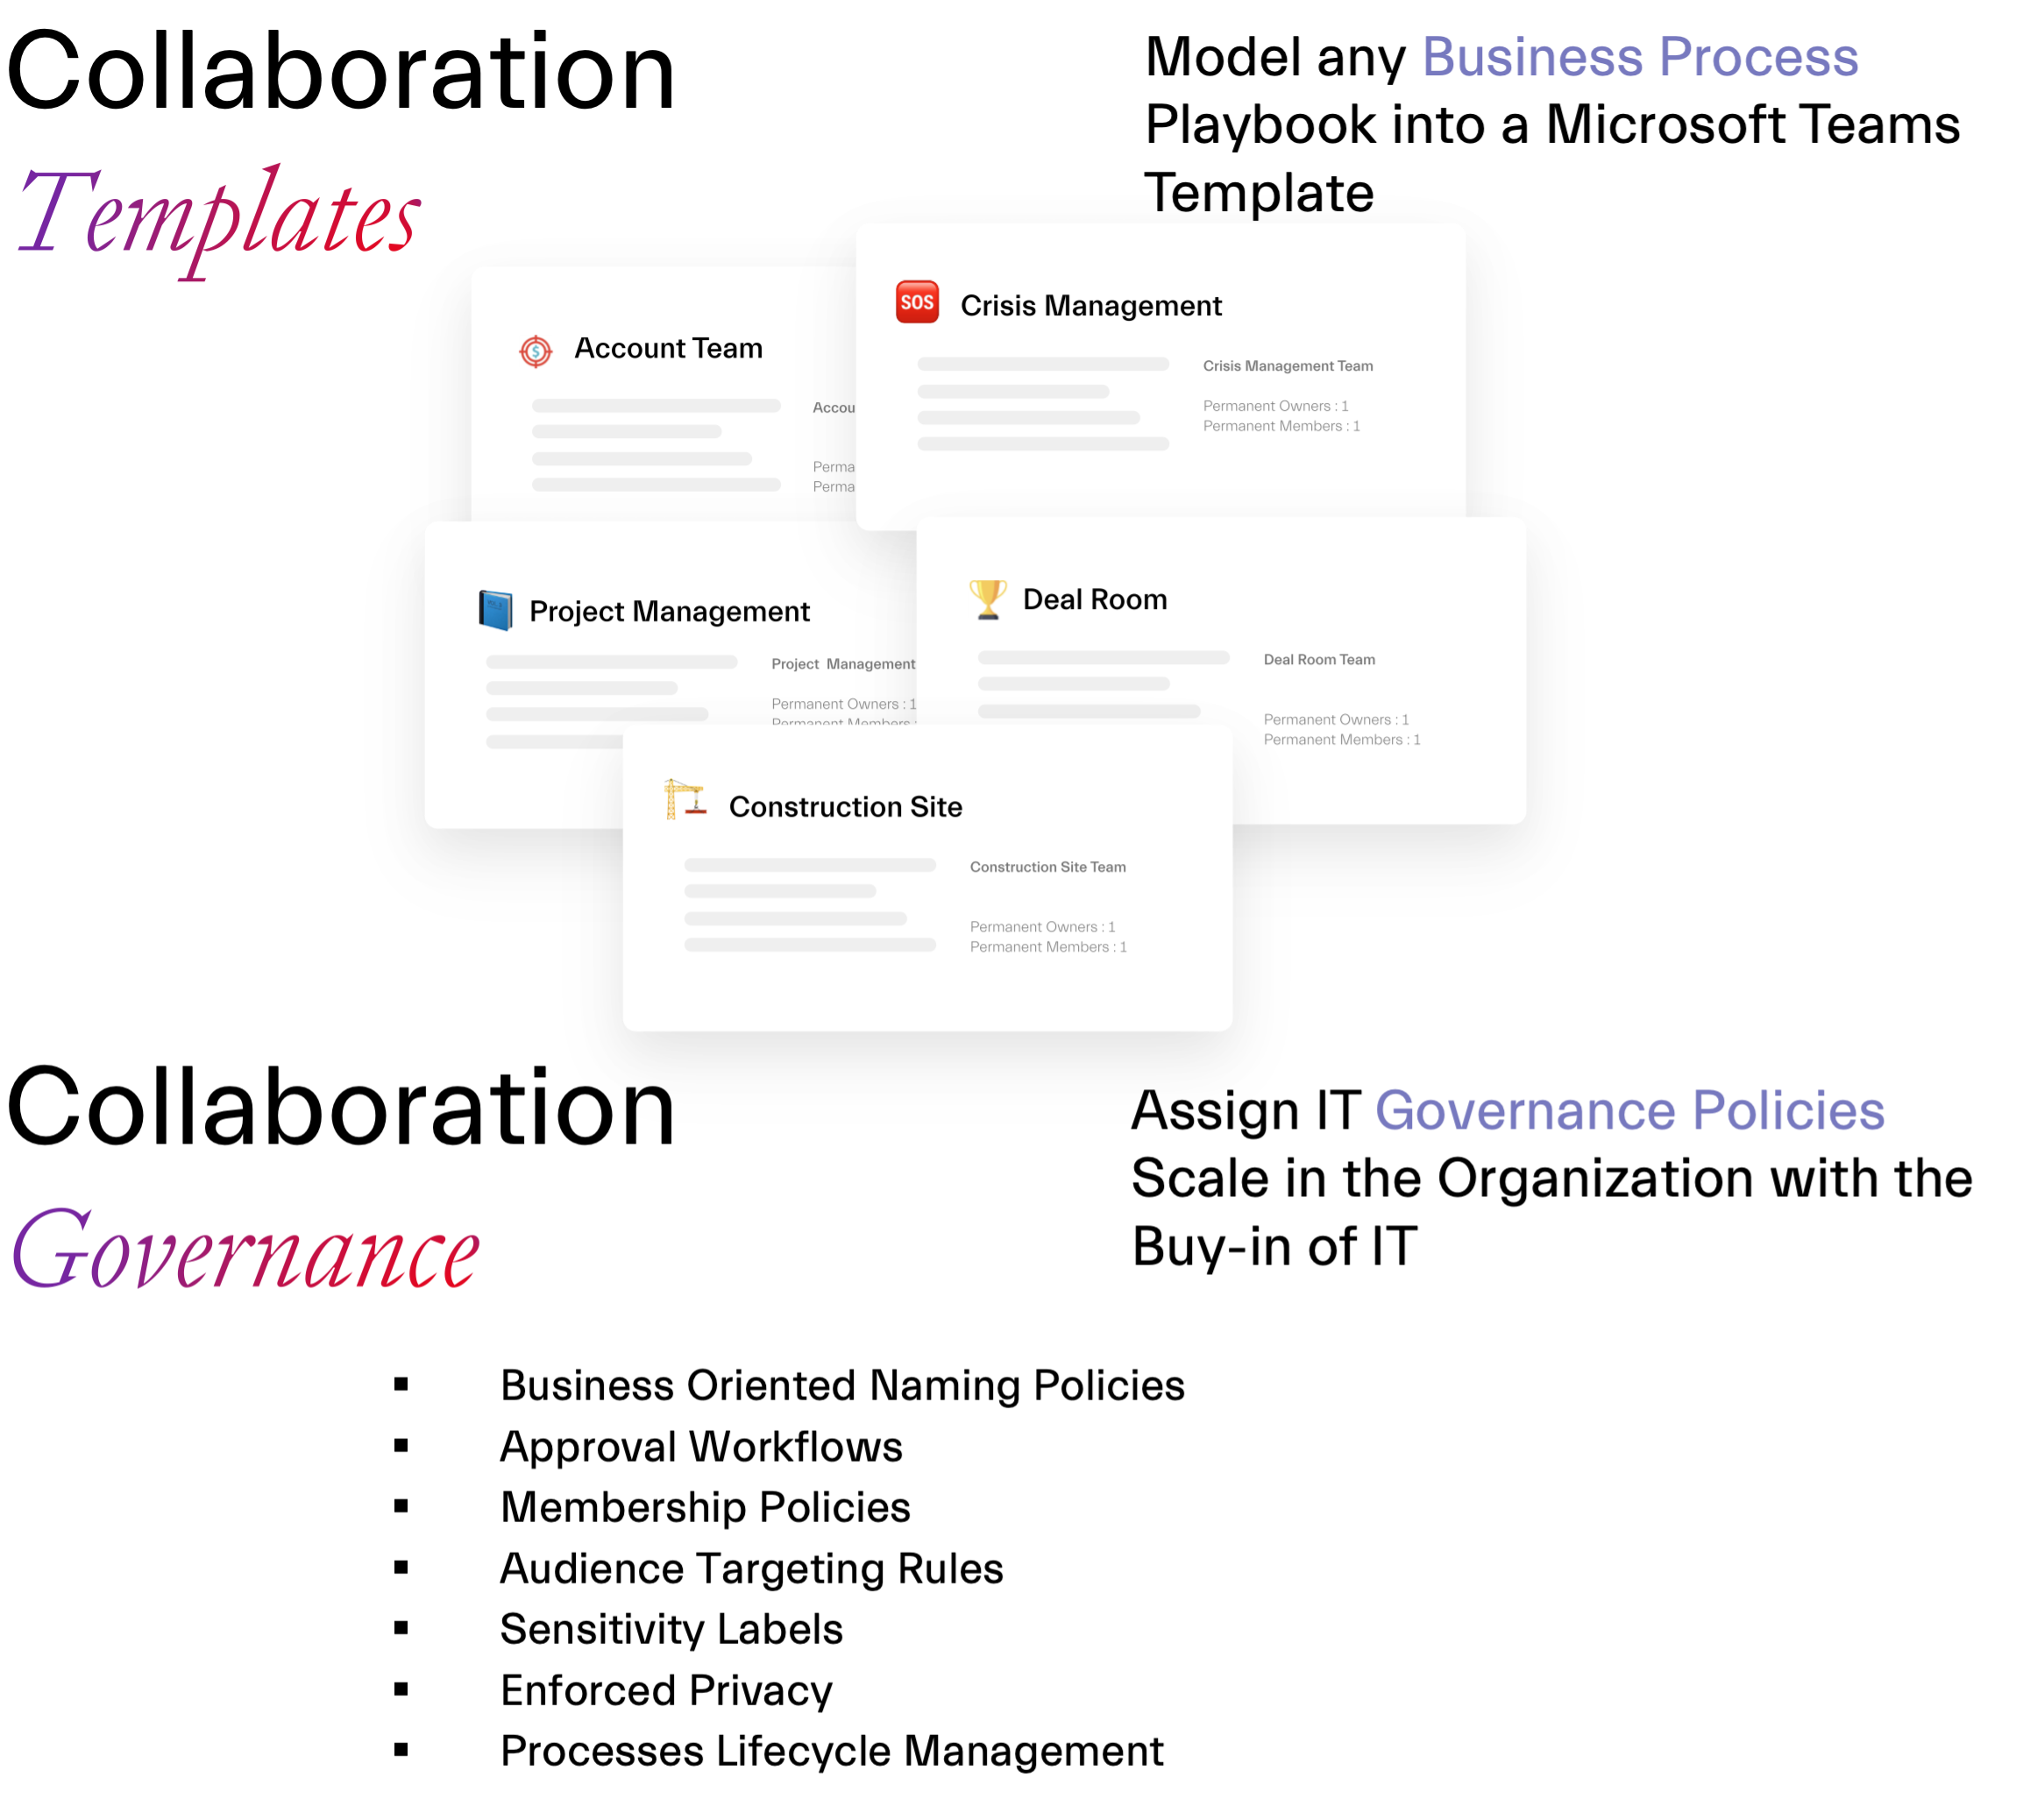 Collaboration
Templates
Model any Business Process
Playbook into a Microsoft Teams
Template
Account Team
SOS
Crisis Management
Crisis Management Team
Permanent Owners : 1
Permanent Members : 1
Project Management
Project Management
Permanent Owners : 1
Permanent Members :
Deal Room
Deal Room Team
Permanent Owners : 1
Permanent Members : 1
Construction Site
Construction Site Team
Permanent Owners : 1
Permanent Members : 1
Collaboration
Governance
Assign IT Governance Policies
Scale in the Organization with the
Buy-in of IT
▪ Business Oriented Naming Policies
▪ Approval Workflows
▪ Membership Policies
▪ Audience Targeting Rules
▪ Sensitivity Labels
▪ Enforced Privacy
▪ Processes Lifecycle Management